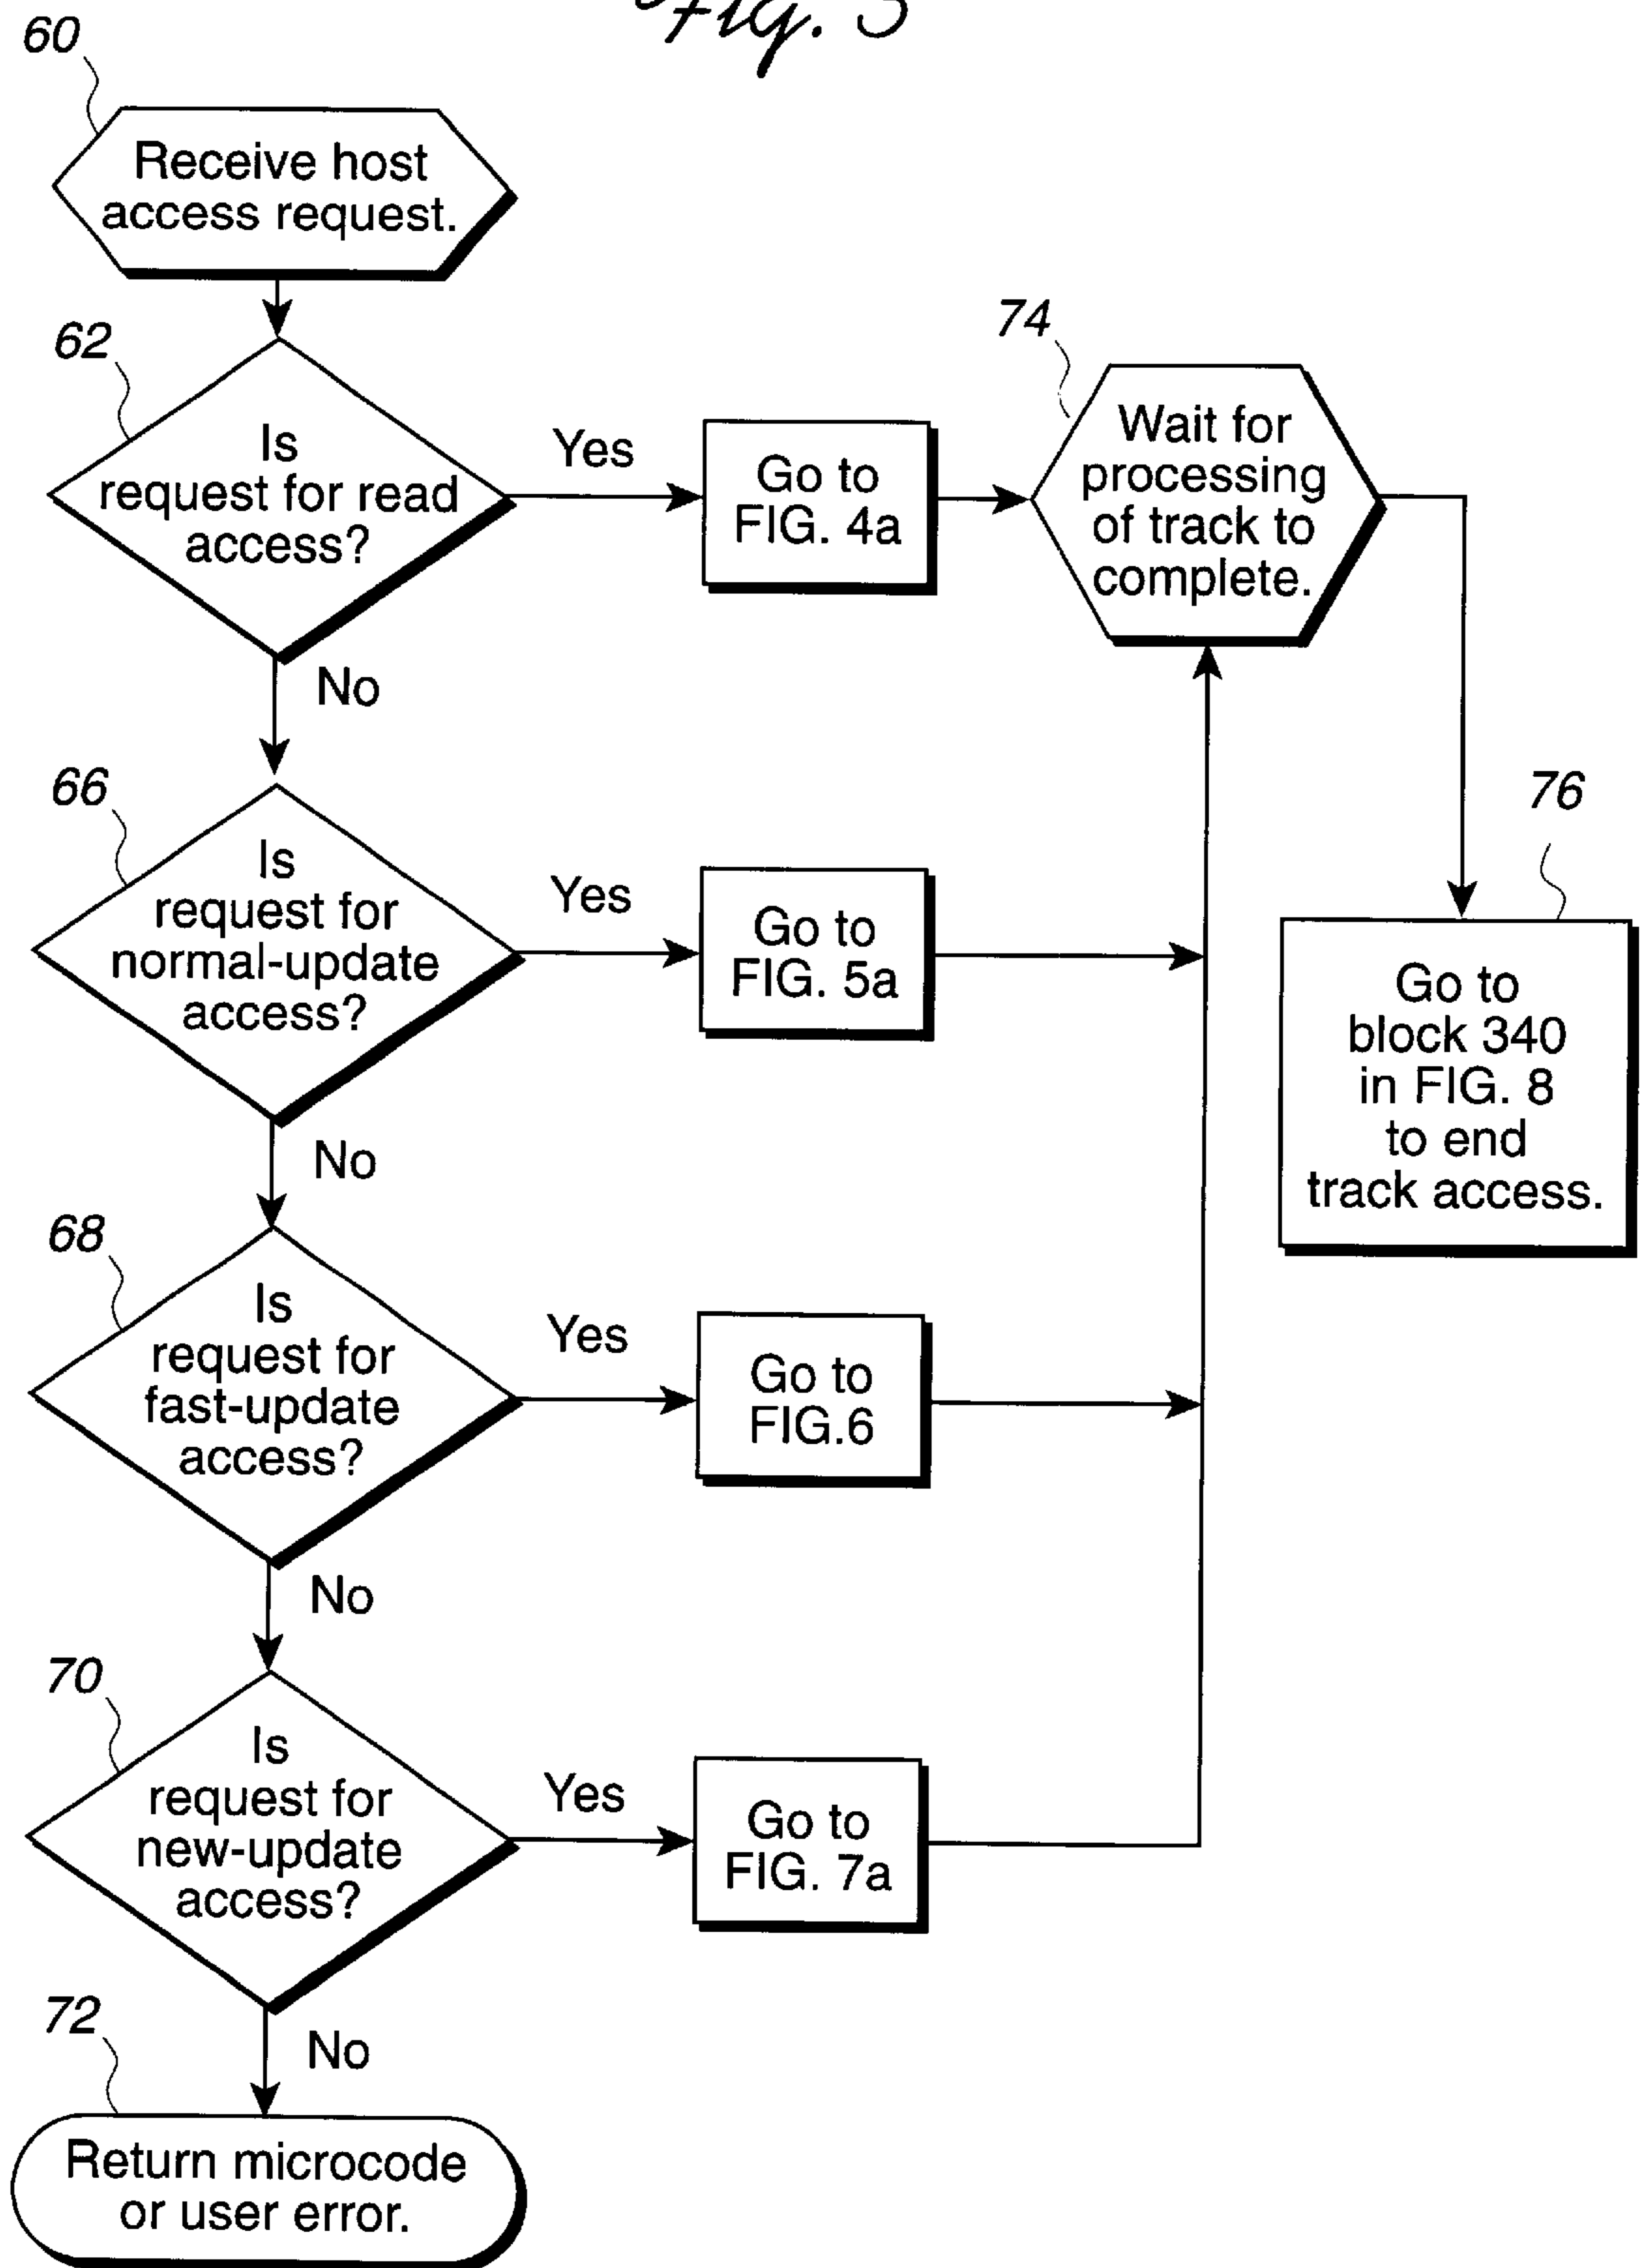 Fig. 3
60
Receive host
access request.
62
Is
request for read
access?
Yes
Go to
FIG. 4a
74
Wait for
processing
of track to
complete.
No
66
Is
request for
normal-update
access?
Yes
Go to
FIG. 5a
76
Go to
block 340
in FIG. 8
to end
track access.
No
68
Is
request for
fast-update
access?
Yes
Go to
FIG.6
No
70
Is
request for
new-update
access?
Yes
Go to
FIG. 7a
No
72
Return microcode
or user error.